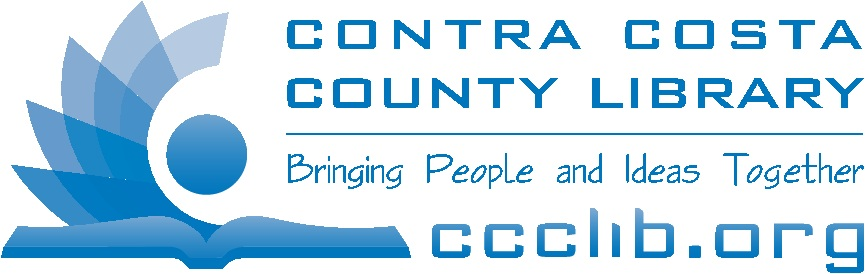 CONTRA COSTA
COUNTY LIBRARY
Bringing People and Ideas Together
ccclib.org